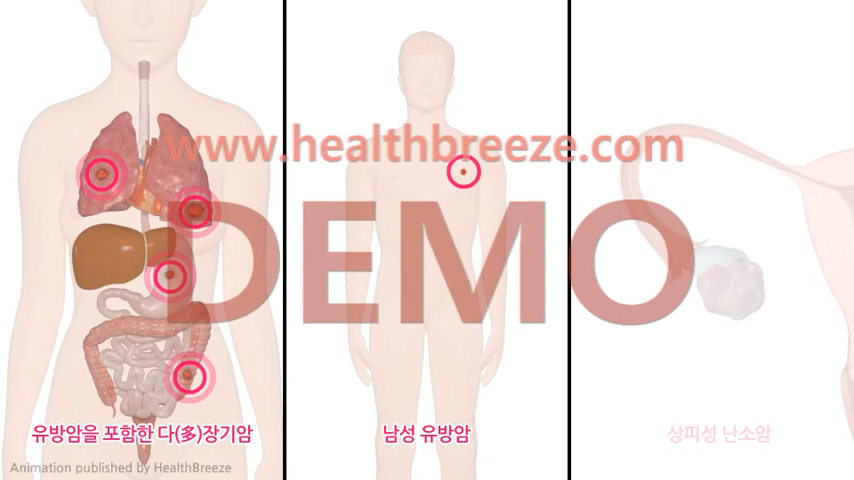 www.healthbreeze.com
DEMO
유방암을 포함한 다(多)장기암
남성 유방암
상피성 난소암
Animation published by HealthBreeze